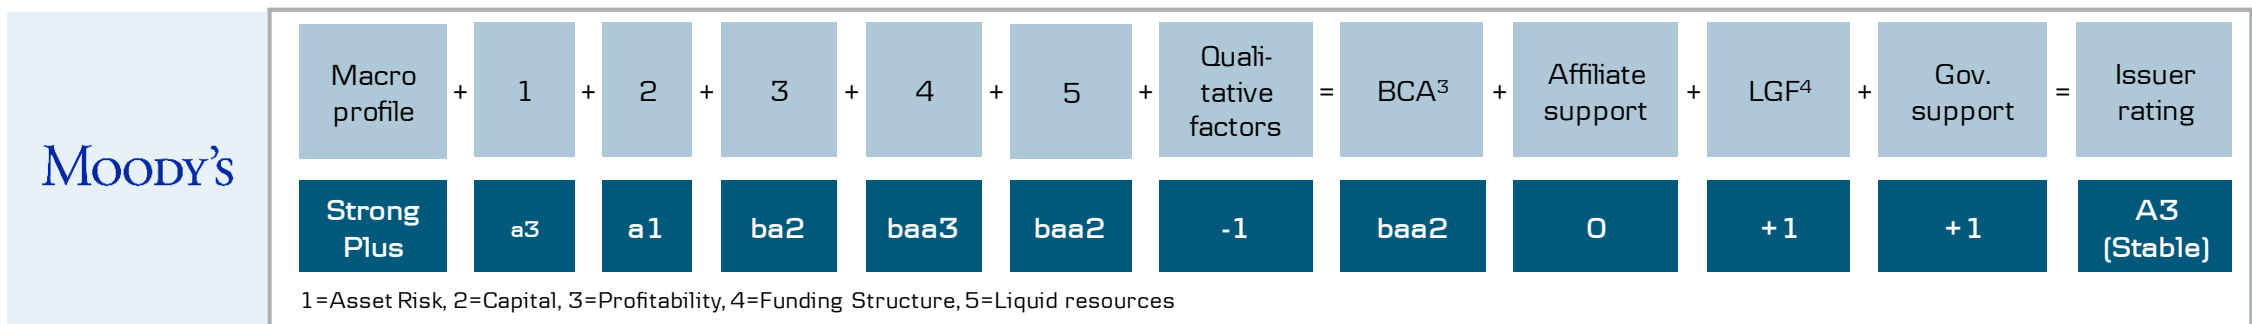 MOODY'S
Macro profile + 1 + 2 + 3 + 4 + 5 + Quali-tative factors = BCA³ + Affiliate support + LGF⁴ + Gov. support = Issuer rating
Strong Plus a3 a1 ba2 baa3 baa2 -1 baa2 0 +1 +1 A3 (Stable)
1=Asset Risk, 2=Capital, 3=Profitability, 4=Funding Structure, 5=Liquid resources